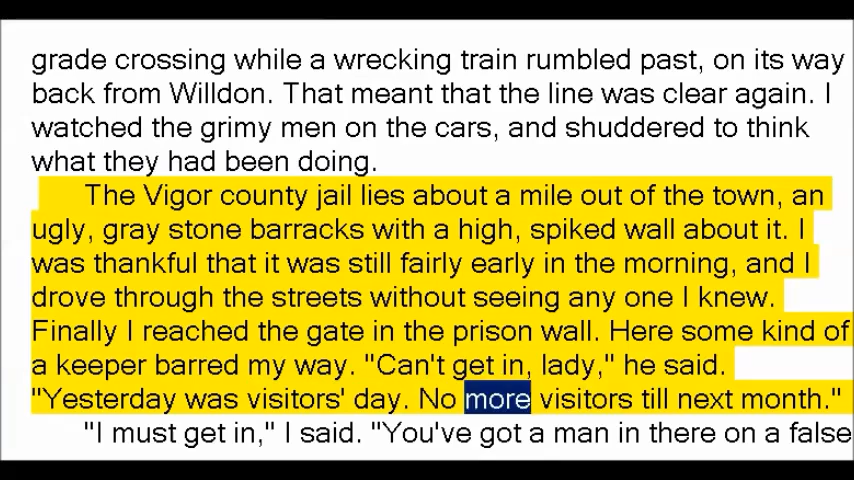 grade crossing while a wrecking train rumbled past, on its way
back from Willdon. That meant that the line was clear again. I
watched the grimy men on the cars, and shuddered to think
what they had been doing.
The Vigor county jail lies about a mile out of the town, an
ugly, gray stone barracks with a high, spiked wall about it. I
was thankful that it was still fairly early in the morning, and I
drove through the streets without seeing any one I knew.
Finally I reached the gate in the prison wall. Here some kind of
a keeper barred my way. "Can't get in, lady," he said.
"Yesterday was visitors' day. No more visitors till next month."
"I must get in," I said. "You've got a man in there on a false